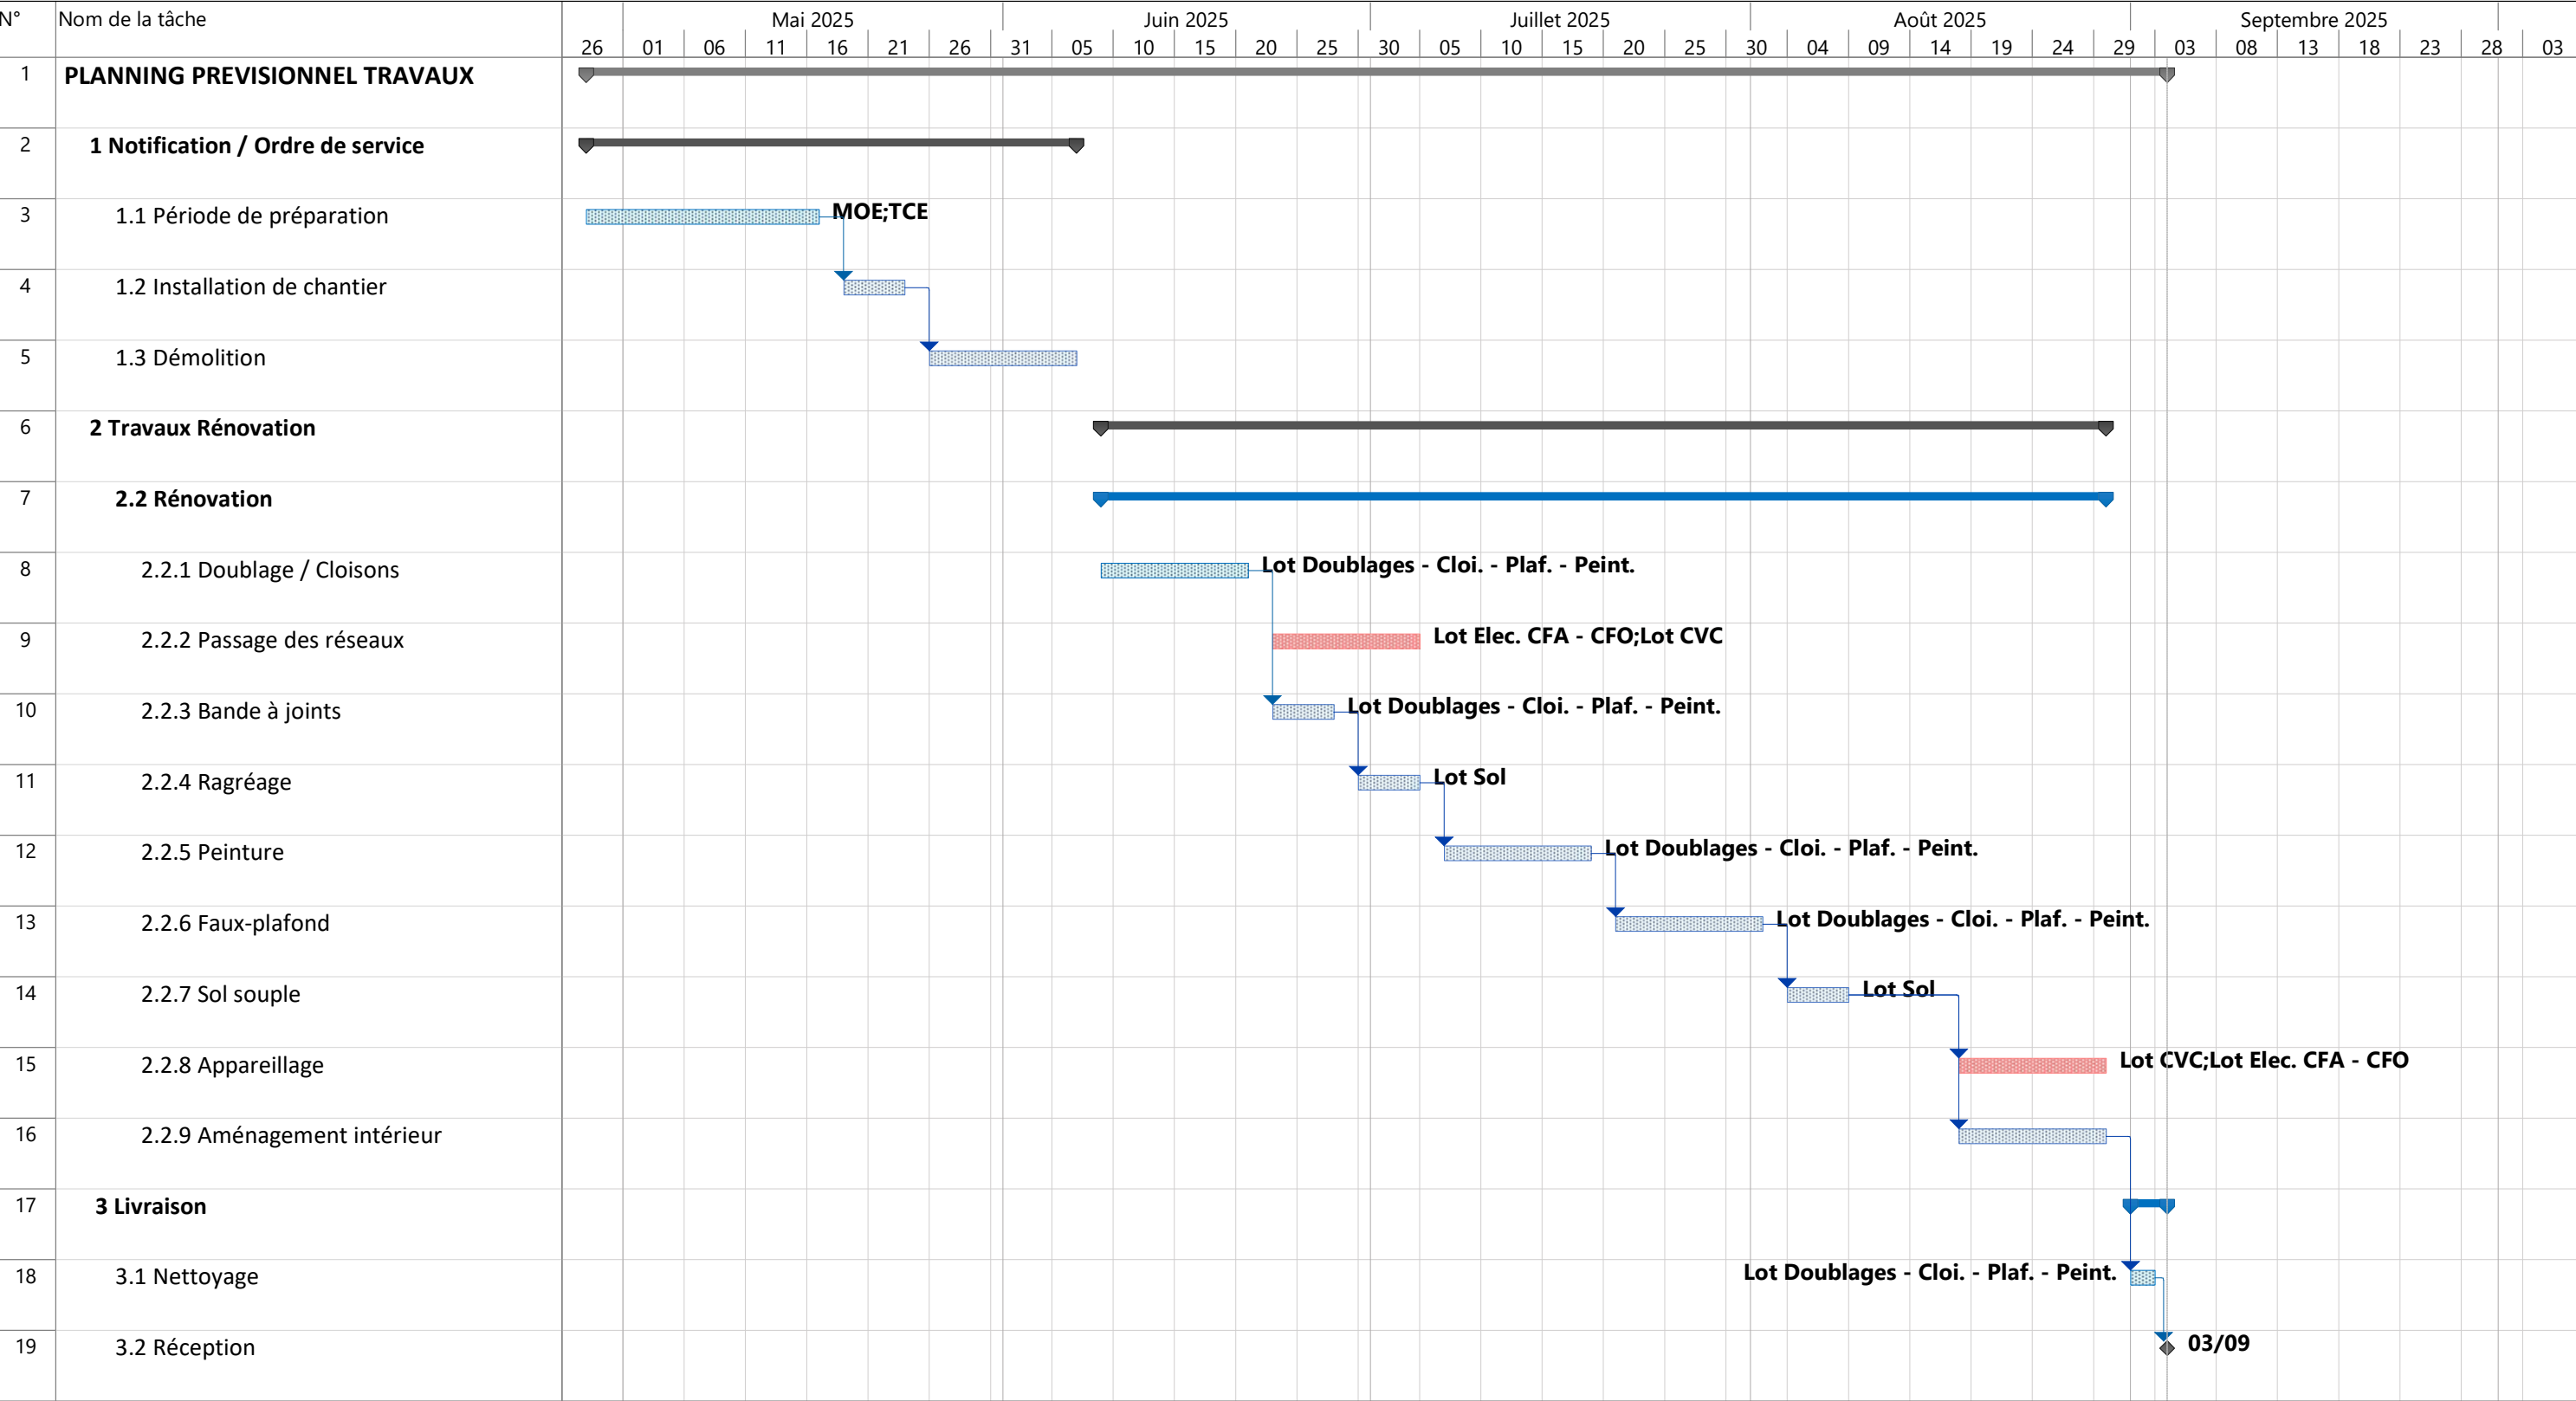 N° Nom de la tâche Mai 2025 Juin 2025 Juillet 2025 Août 2025 Septembre 2025
26 01 06 11 16 21 26 31 05 10 15 20 25 30 05 10 15 20 25 30 04 09 14 19 24 29 03 08 13 18 23 28 03
1 PLANNING PREVISIONNEL TRAVAUX
2 1 Notification / Ordre de service
3 1.1 Période de préparation MOE;TCE
4 1.2 Installation de chantier
5 1.3 Démolition
6 2 Travaux Rénovation
7 2.2 Rénovation
8 2.2.1 Doublage / Cloisons Lot Doublages - Cloi. - Plaf. - Peint.
9 2.2.2 Passage des réseaux Lot Elec. CFA - CFO;Lot CVC
10 2.2.3 Bande à joints Lot Doublages - Cloi. - Plaf. - Peint.
11 2.2.4 Ragréage Lot Sol
12 2.2.5 Peinture Lot Doublages - Cloi. - Plaf. - Peint.
13 2.2.6 Faux-plafond Lot Doublages - Cloi. - Plaf. - Peint.
14 2.2.7 Sol souple Lot Sol
15 2.2.8 Appareillage Lot CVC;Lot Elec. CFA - CFO
16 2.2.9 Aménagement intérieur
17 3 Livraison
18 3.1 Nettoyage Lot Doublages - Cloi. - Plaf. - Peint.
19 3.2 Réception 03/09